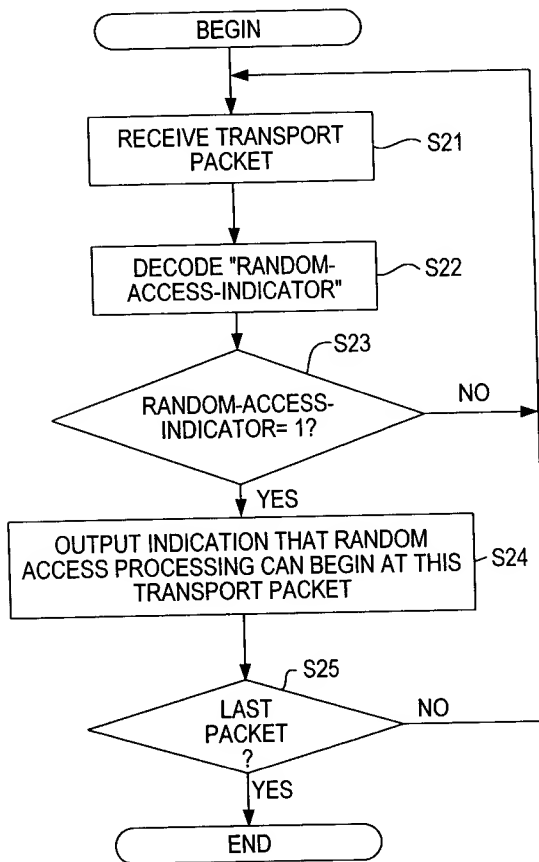 BEGIN
RECEIVE TRANSPORT
PACKET
S21
DECODE "RANDOM-
ACCESS-INDICATOR"
S22
S23
RANDOM-ACCESS-
INDICATOR= 1?
NO
YES
OUTPUT INDICATION THAT RANDOM
ACCESS PROCESSING CAN BEGIN AT THIS
TRANSPORT PACKET
S24
S25
LAST
PACKET
?
NO
YES
END